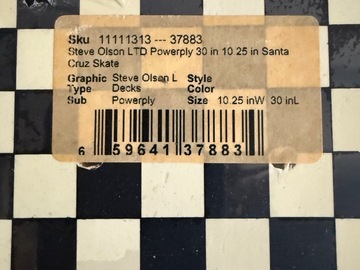 Sku 11111313 --- 37883
Steve Olson LTD Powerply 30 in 10.25 in Santa
Cruz Skate
Graphic Steve Olson L Style
Type Decks Color
Sub Powerply Size 10.25 inW 30 inL
6 59641 37883